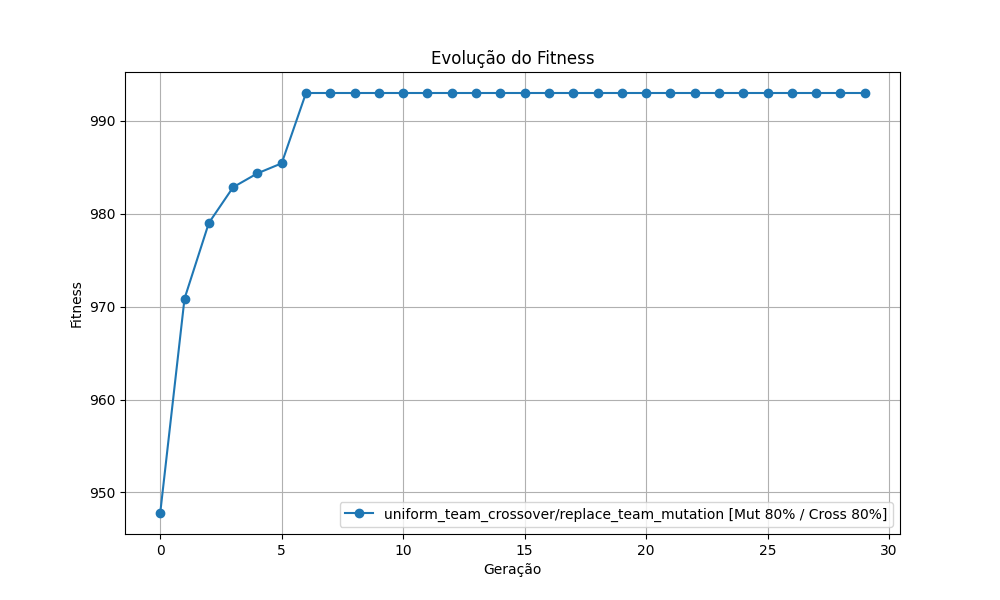 Evolução do Fitness
Fitness
990
980
970
960
950
uniform_team_crossover/replace_team_mutation [Mut 80% / Cross 80%]
0 5 10 15 20 25 30
Geração